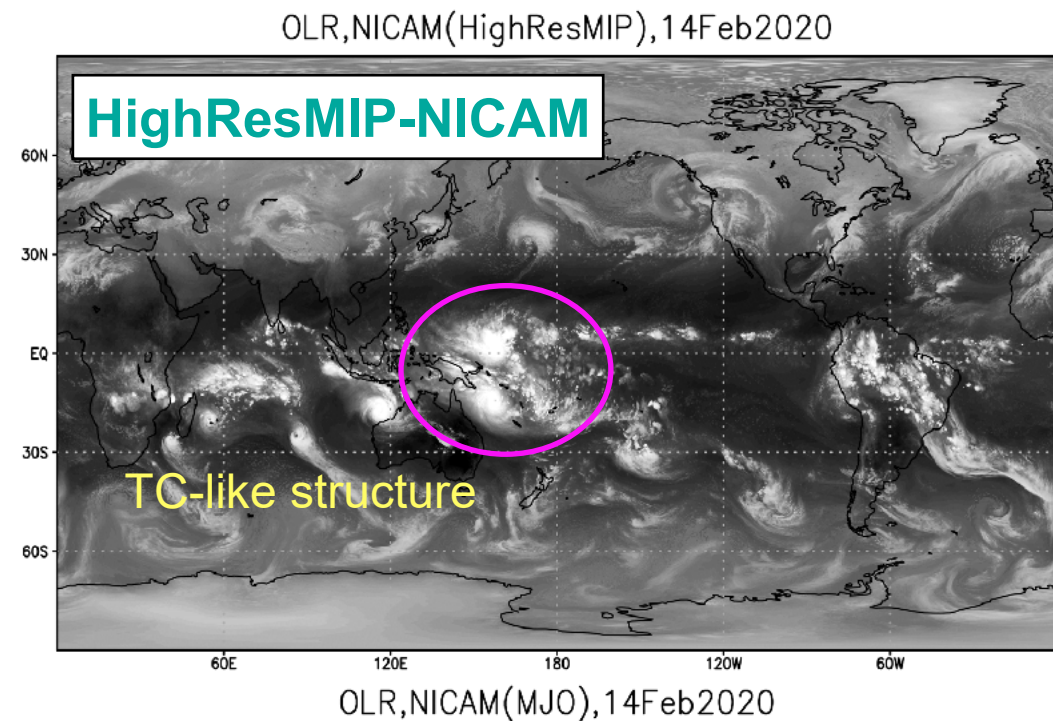 OLR,NICAM(HighResMIP),14Feb2020
HighResMIP-NICAM
60N
30N
EQ
30S
TC-like structure
60S
60E 120E 180 120W 60W
OLR,NICAM(MJO),14Feb2020